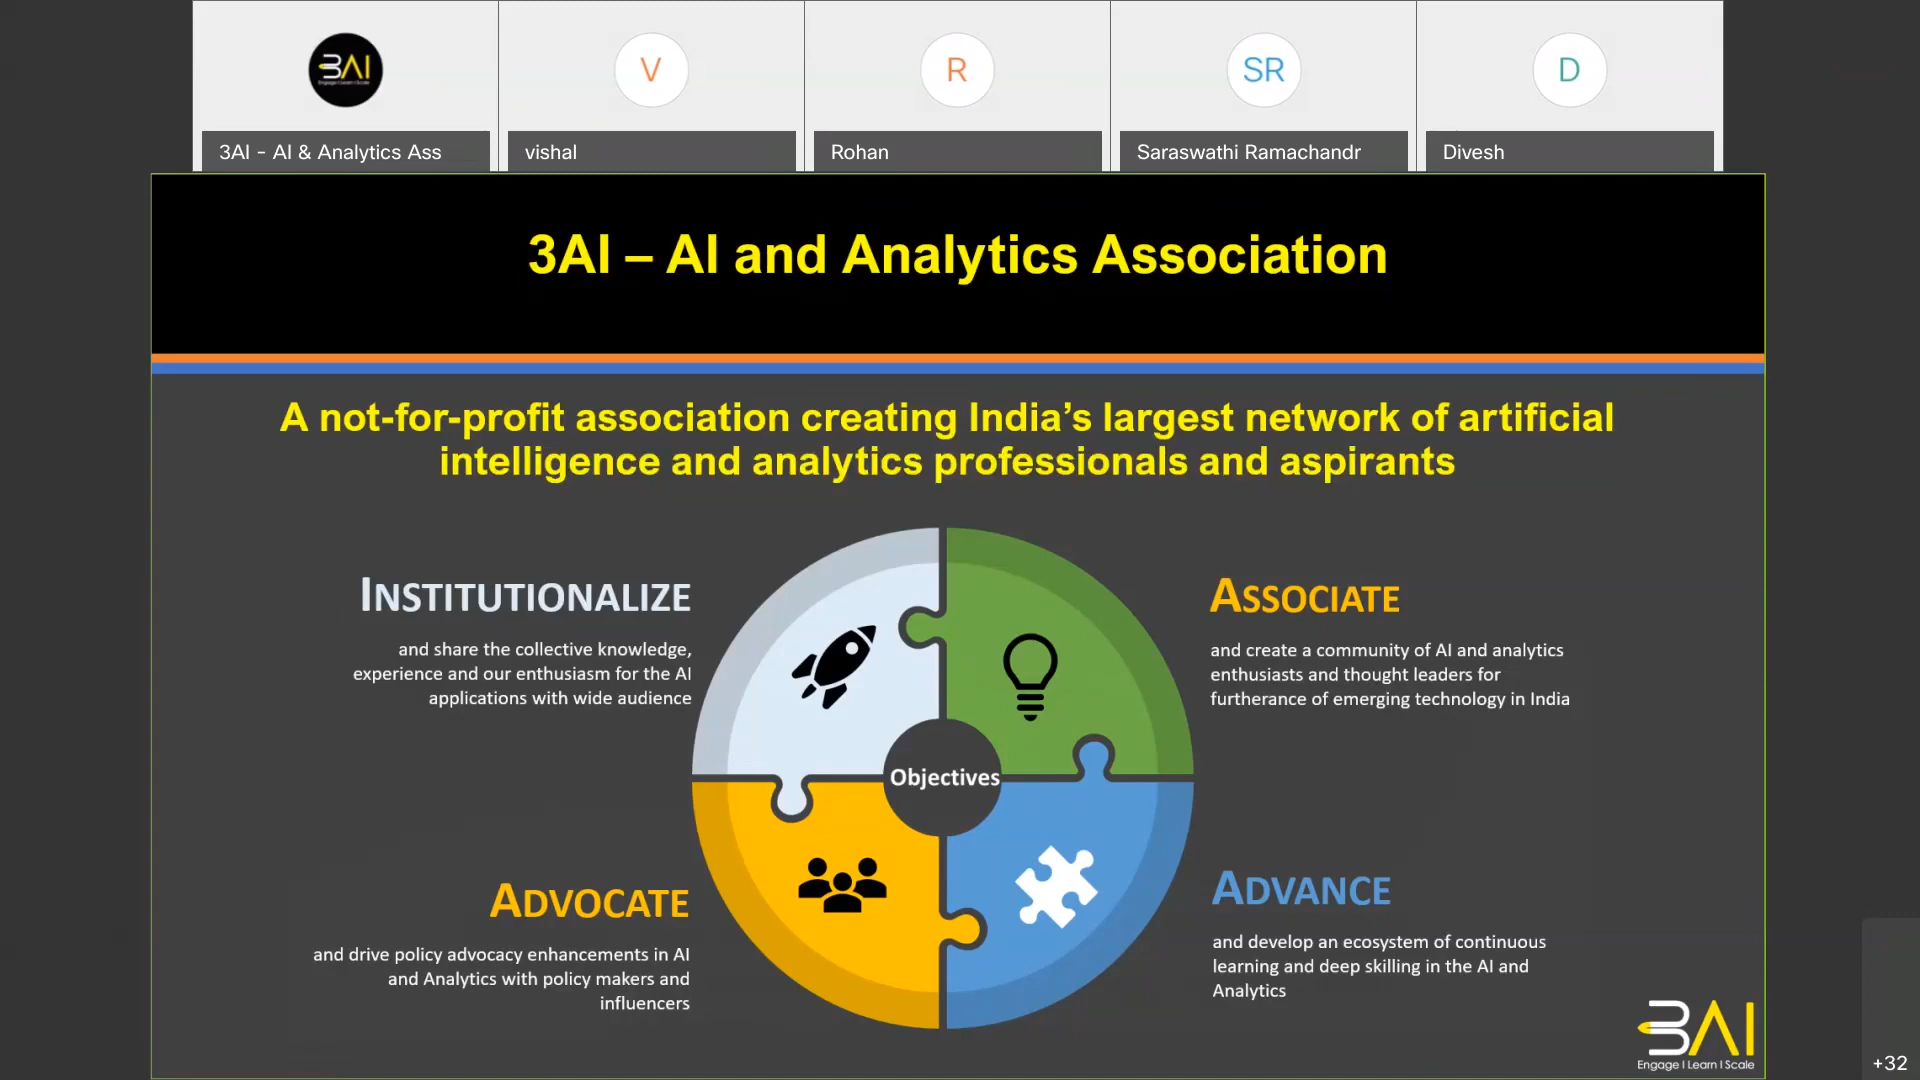 3AI
Engage I Learn I Scale
V
R
SR
D
3AI - AI & Analytics Ass
vishal
Rohan
Saraswathi Ramachandr
Divesh
3AI – AI and Analytics Association
A not-for-profit association creating India’s largest network of artificial
intelligence and analytics professionals and aspirants
INSTITUTIONALIZE
and share the collective knowledge,
experience and our enthusiasm for the AI
applications with wide audience
ASSOCIATE
and create a community of AI and analytics
enthusiasts and thought leaders for
furtherance of emerging technology in India
Objectives
ADVOCATE
and drive policy advocacy enhancements in AI
and Analytics with policy makers and
influencers
ADVANCE
and develop an ecosystem of continuous
learning and deep skilling in the AI and
Analytics
3AI
Engage I Learn I Scale
+32